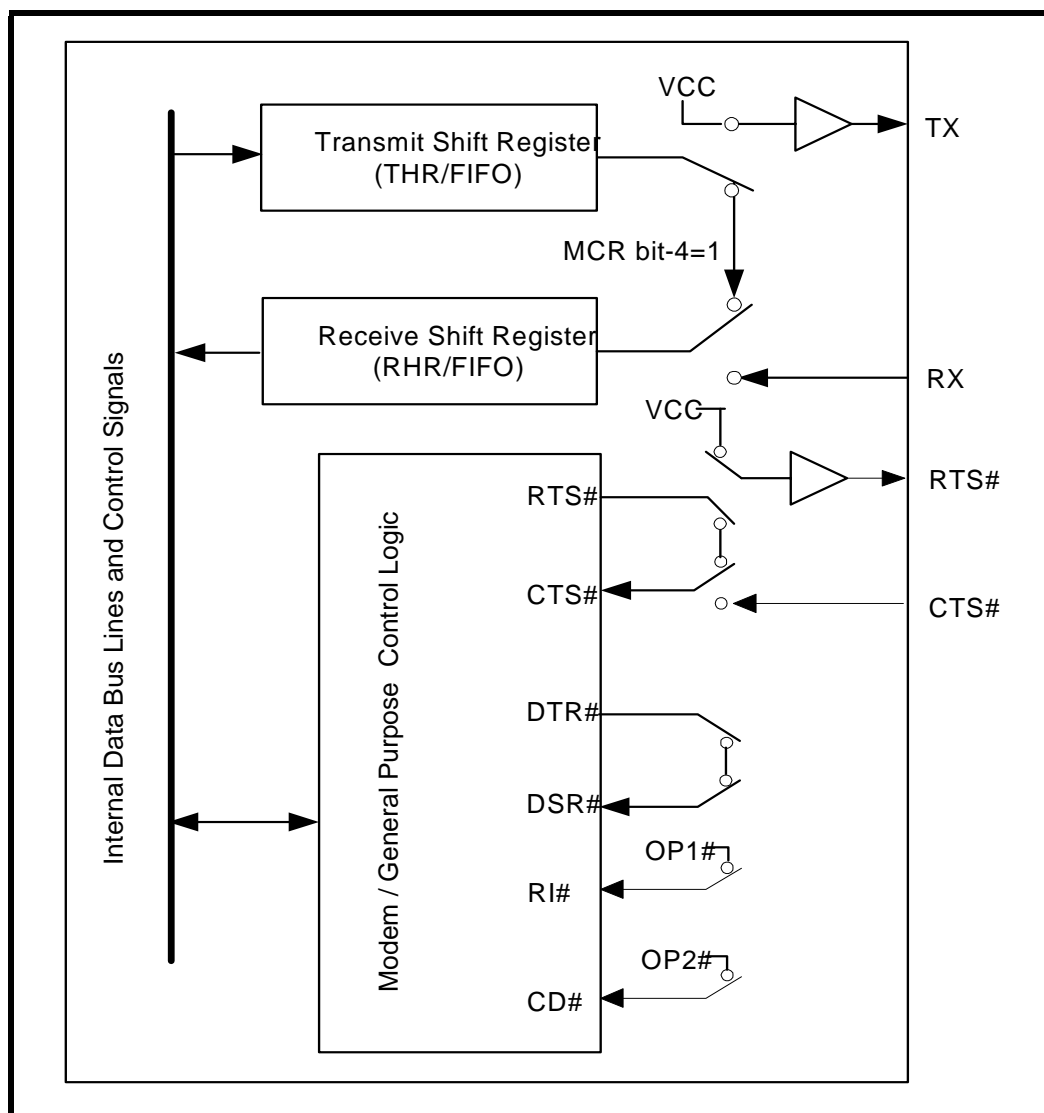 VCC
TX
Transmit Shift Register
(THR/FIFO)
MCR bit-4=1
Receive Shift Register
(RHR/FIFO)
RX
VCC
RTS#
RTS#
CTS#
CTS#
Internal Data Bus Lines and Control Signals
Modem / General Purpose Control Logic
DTR#
DSR#
OP1#
RI#
OP2#
CD#